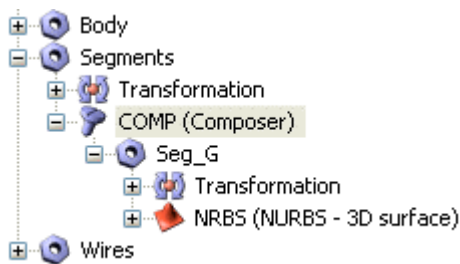 Body
Segments
Transformation
COMP (Composer)
Seg_G
Transformation
NRBS (NURBS - 3D surface)
Wires